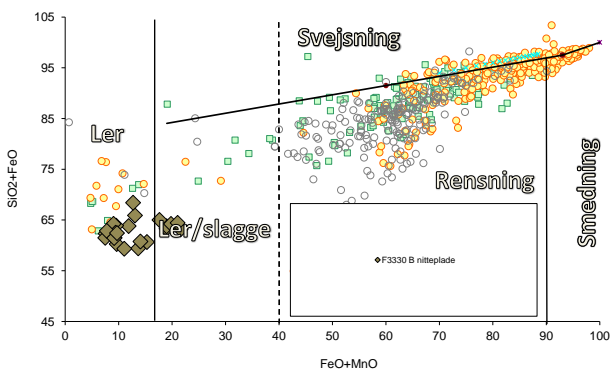 105
95
85
75
65
55
45
SiO2+FeO
Svejsning
Ler
Ler/slagge
Rensning
Smedning
F3330 B nitteplade
0 10 20 30 40 50 60 70 80 90 100
FeO+MnO